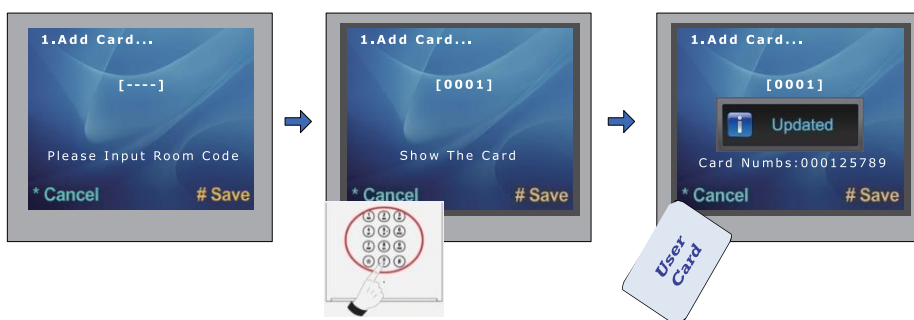 1.Add Card...
[----]
Please Input Room Code
* Cancel # Save
1.Add Card...
[0001]
Show The Card
* Cancel # Save
1.Add Card...
[0001]
i Updated
Card Numbs:000125789
* Cancel # Save
User
Card